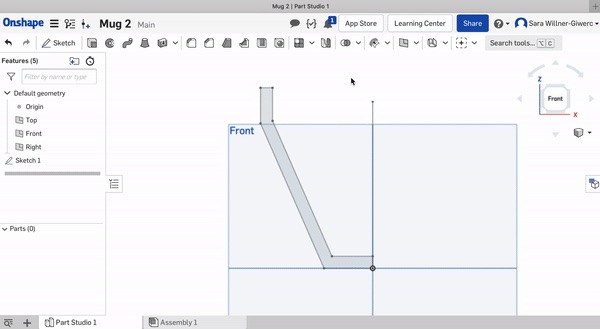 Mug 2 | Part Studio 1
Onshape
Mug 2
Main
1
App Store
Learning Center
Share
Sara Willner-Giwerc
Sketch
Search tools...
⌥ C
Features (5)
Filter by name or type
Default geometry
Origin
Top
Front
Right
Sketch 1
Parts (0)
Front
Z
Front
X
Part Studio 1
Assembly 1